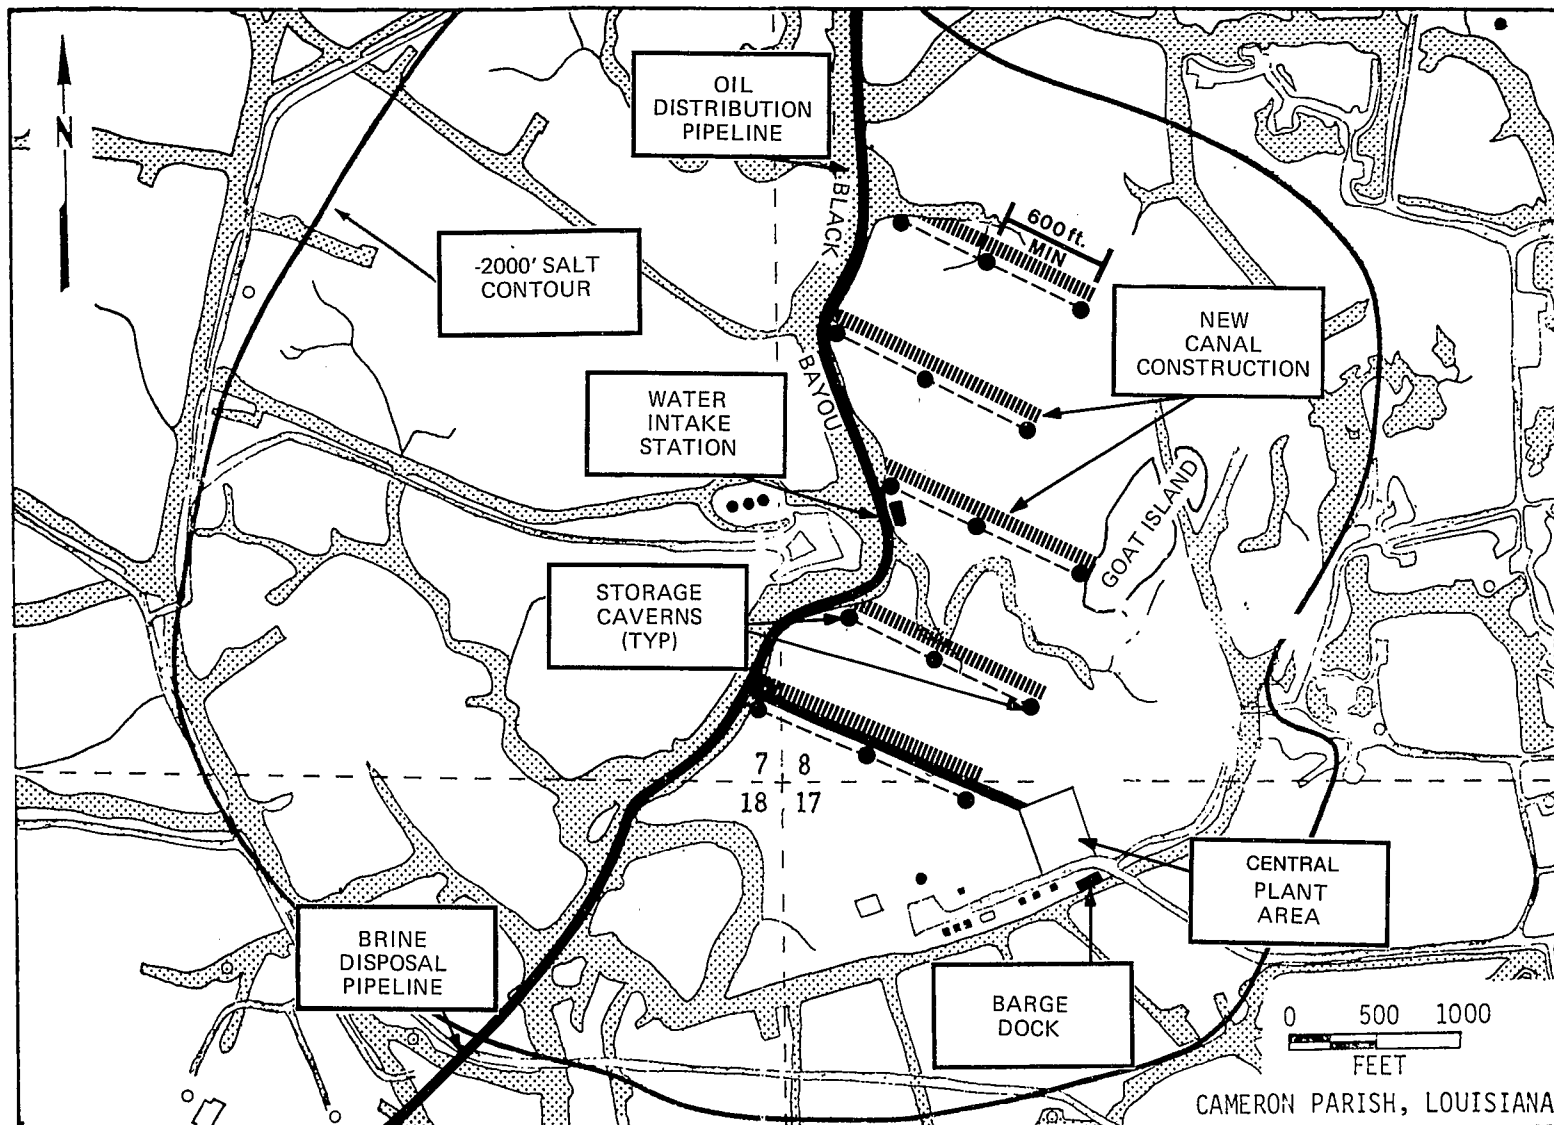 OIL
DISTRIBUTION
PIPELINE
N
BLACK
600 ft.
MIN
-2000' SALT
CONTOUR
NEW
CANAL
CONSTRUCTION
BAYOU
WATER
INTAKE
STATION
GOAT ISLAND
STORAGE
CAVERNS
(TYP)
7 8
18 17
CENTRAL
PLANT
AREA
BRINE
DISPOSAL
PIPELINE
BARGE
DOCK
0 500 1000
FEET
CAMERON PARISH, LOUISIANA